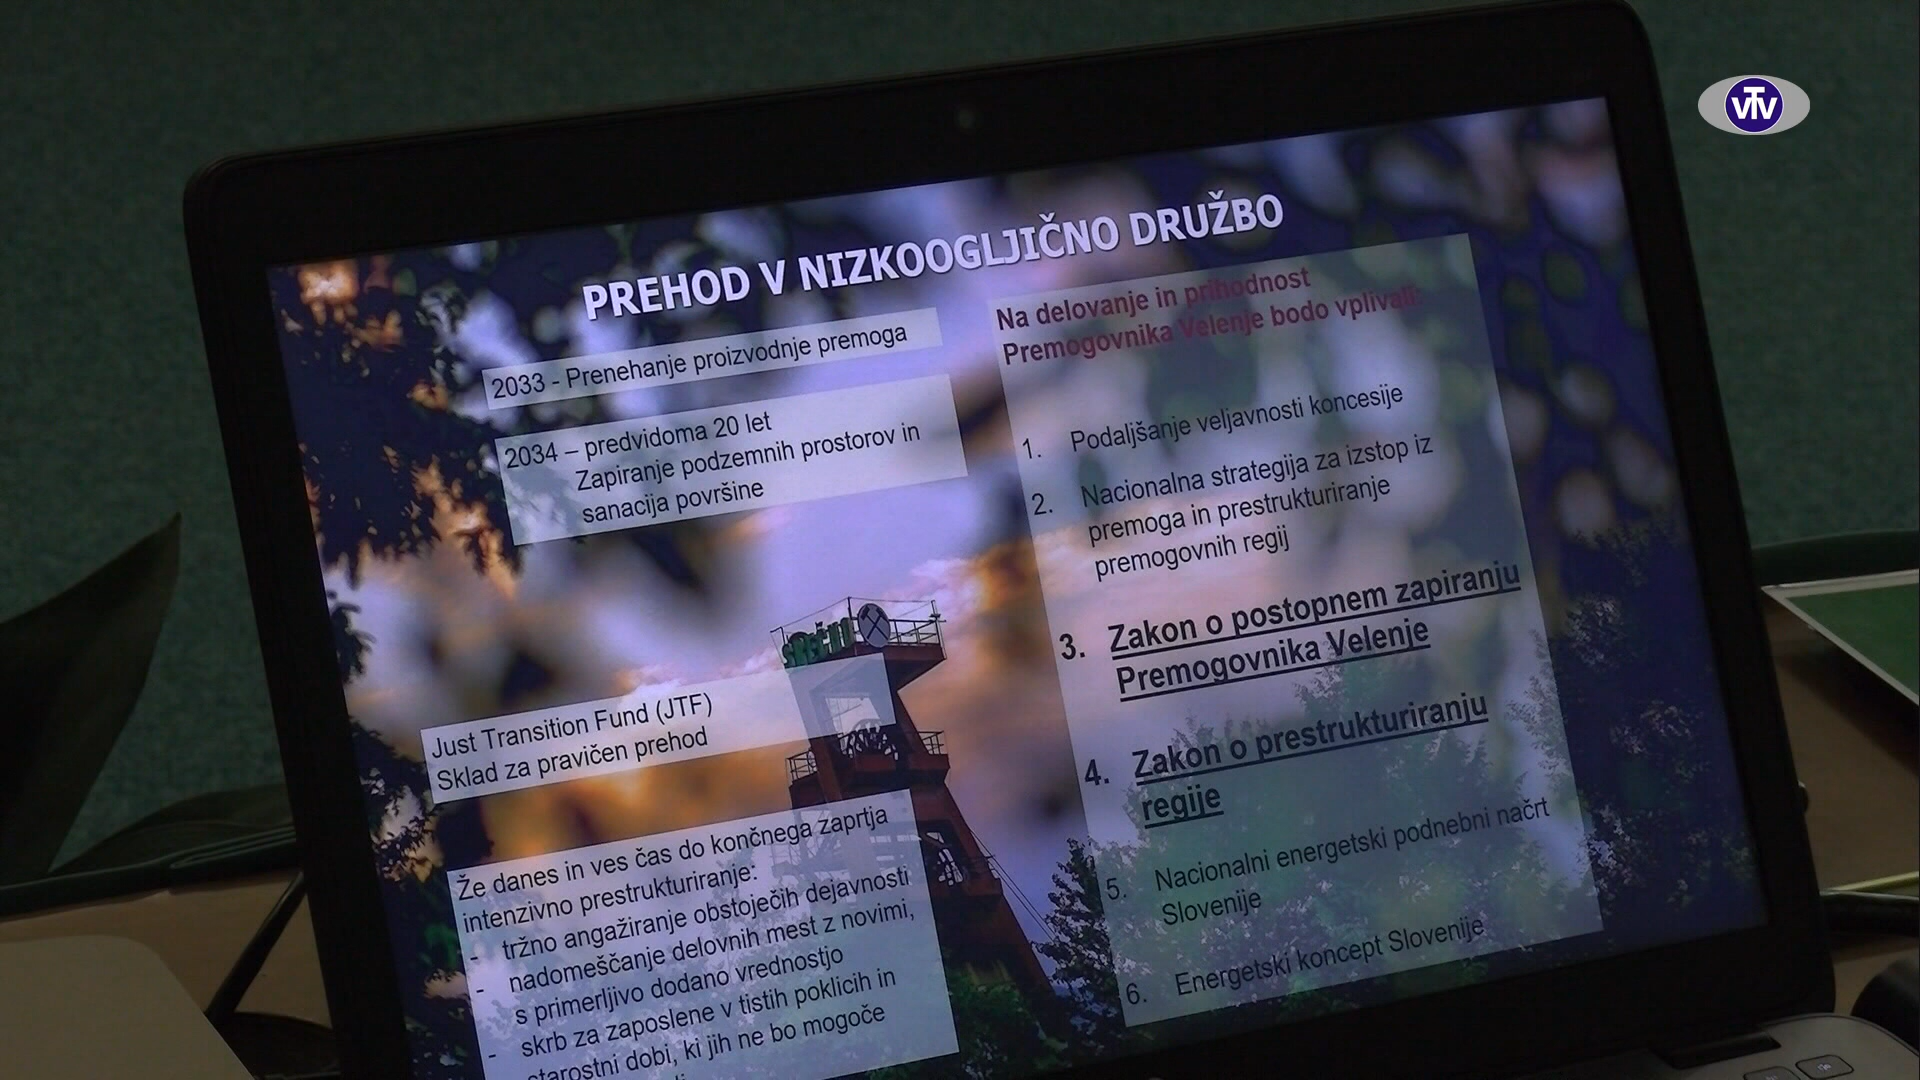 VTV
PREHOD V NIZKOOGLJIČNO DRUŽBO
2033 - Prenehanje proizvodnje premoga
2034 – predvidoma 20 let
Zapiranje podzemnih prostorov in
sanacija površine
SREČNO
Just Transition Fund (JTF)
Sklad za pravičen prehod
Že danes in ves čas do končnega zaprtja
intenzivno prestrukturiranje:
- tržno angažiranje obstoječih dejavnosti
- nadomeščanje delovnih mest z novimi,
s primerljivo dodano vrednostjo
- skrb za zaposlene v tistih poklicih in
starostni dobi, ki jih ne bo mogoče
Na delovanje in prihodnost
Premogovnika Velenje bodo vplivali:
1. Podaljšanje veljavnosti koncesije
2. Nacionalna strategija za izstop iz
premoga in prestrukturiranje
premogovnih regij
3. Zakon o postopnem zapiranju
Premogovnika Velenje
4. Zakon o prestrukturiranju
regije
5. Nacionalni energetski podnebni načrt
Slovenije
6. Energetski koncept Slovenije